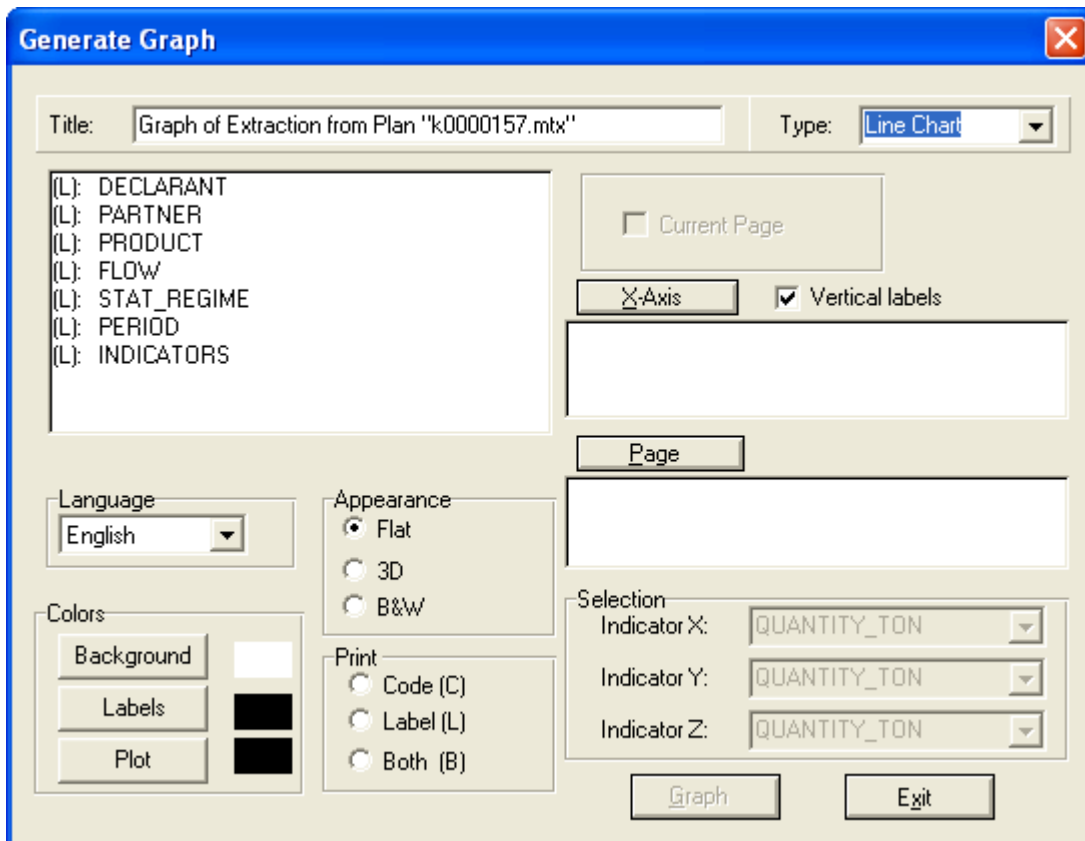 Generate Graph
Title: Graph of Extraction from Plan "k0000157.mtx" Type: Line Chart
(L): DECLARANT
(L): PARTNER
(L): PRODUCT
(L): FLOW
(L): STAT_REGIME
(L): PERIOD
(L): INDICATORS
Current Page
X-Axis Vertical labels
Page
Language
English
Appearance
Flat
3D
B&W
Colors
Background
Labels
Plot
Print
Code (C)
Label (L)
Both (B)
Selection
Indicator X: QUANTITY_TON
Indicator Y: QUANTITY_TON
Indicator Z: QUANTITY_TON
Graph Exit